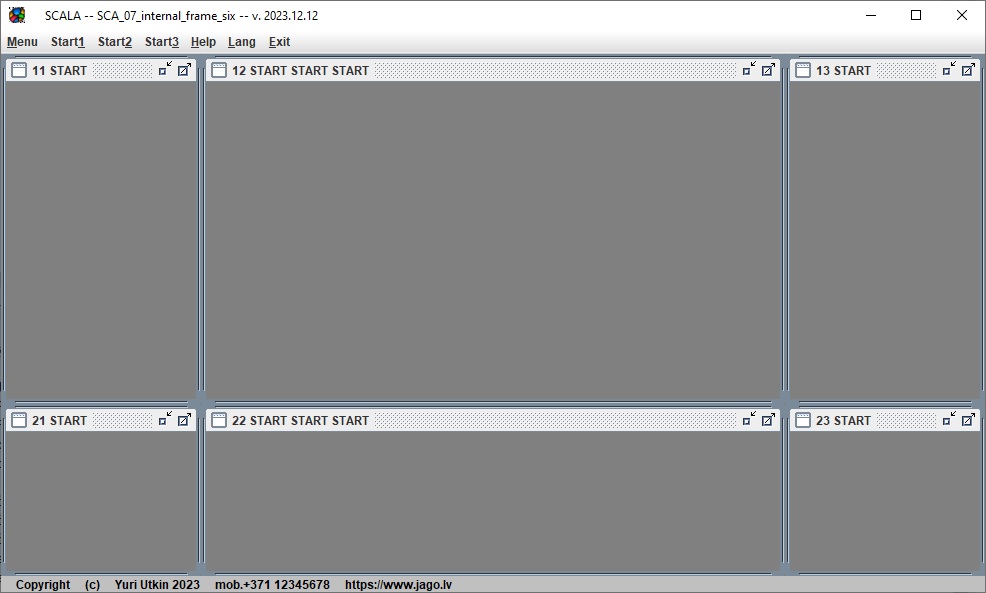 SCALA -- SCA_07_internal_frame_six -- v. 2023.12.12
Menu Start1 Start2 Start3 Help Lang Exit
11 START 12 START START START 13 START
21 START 22 START START START 23 START
Copyright (c) Yuri Utkin 2023 mob.+371 12345678 https://www.jago.lv